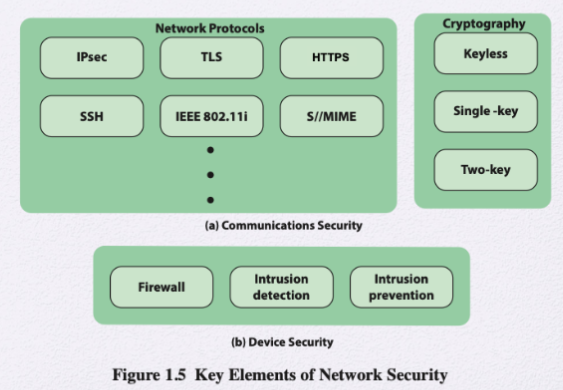 Network Protocols
IPsec
TLS
HTTPS
SSH
IEEE 802.11i
S//MIME
Cryptography
Keyless
Single -key
Two-key
(a) Communications Security
Firewall
Intrusion
detection
Intrusion
prevention
(b) Device Security
Figure 1.5 Key Elements of Network Security